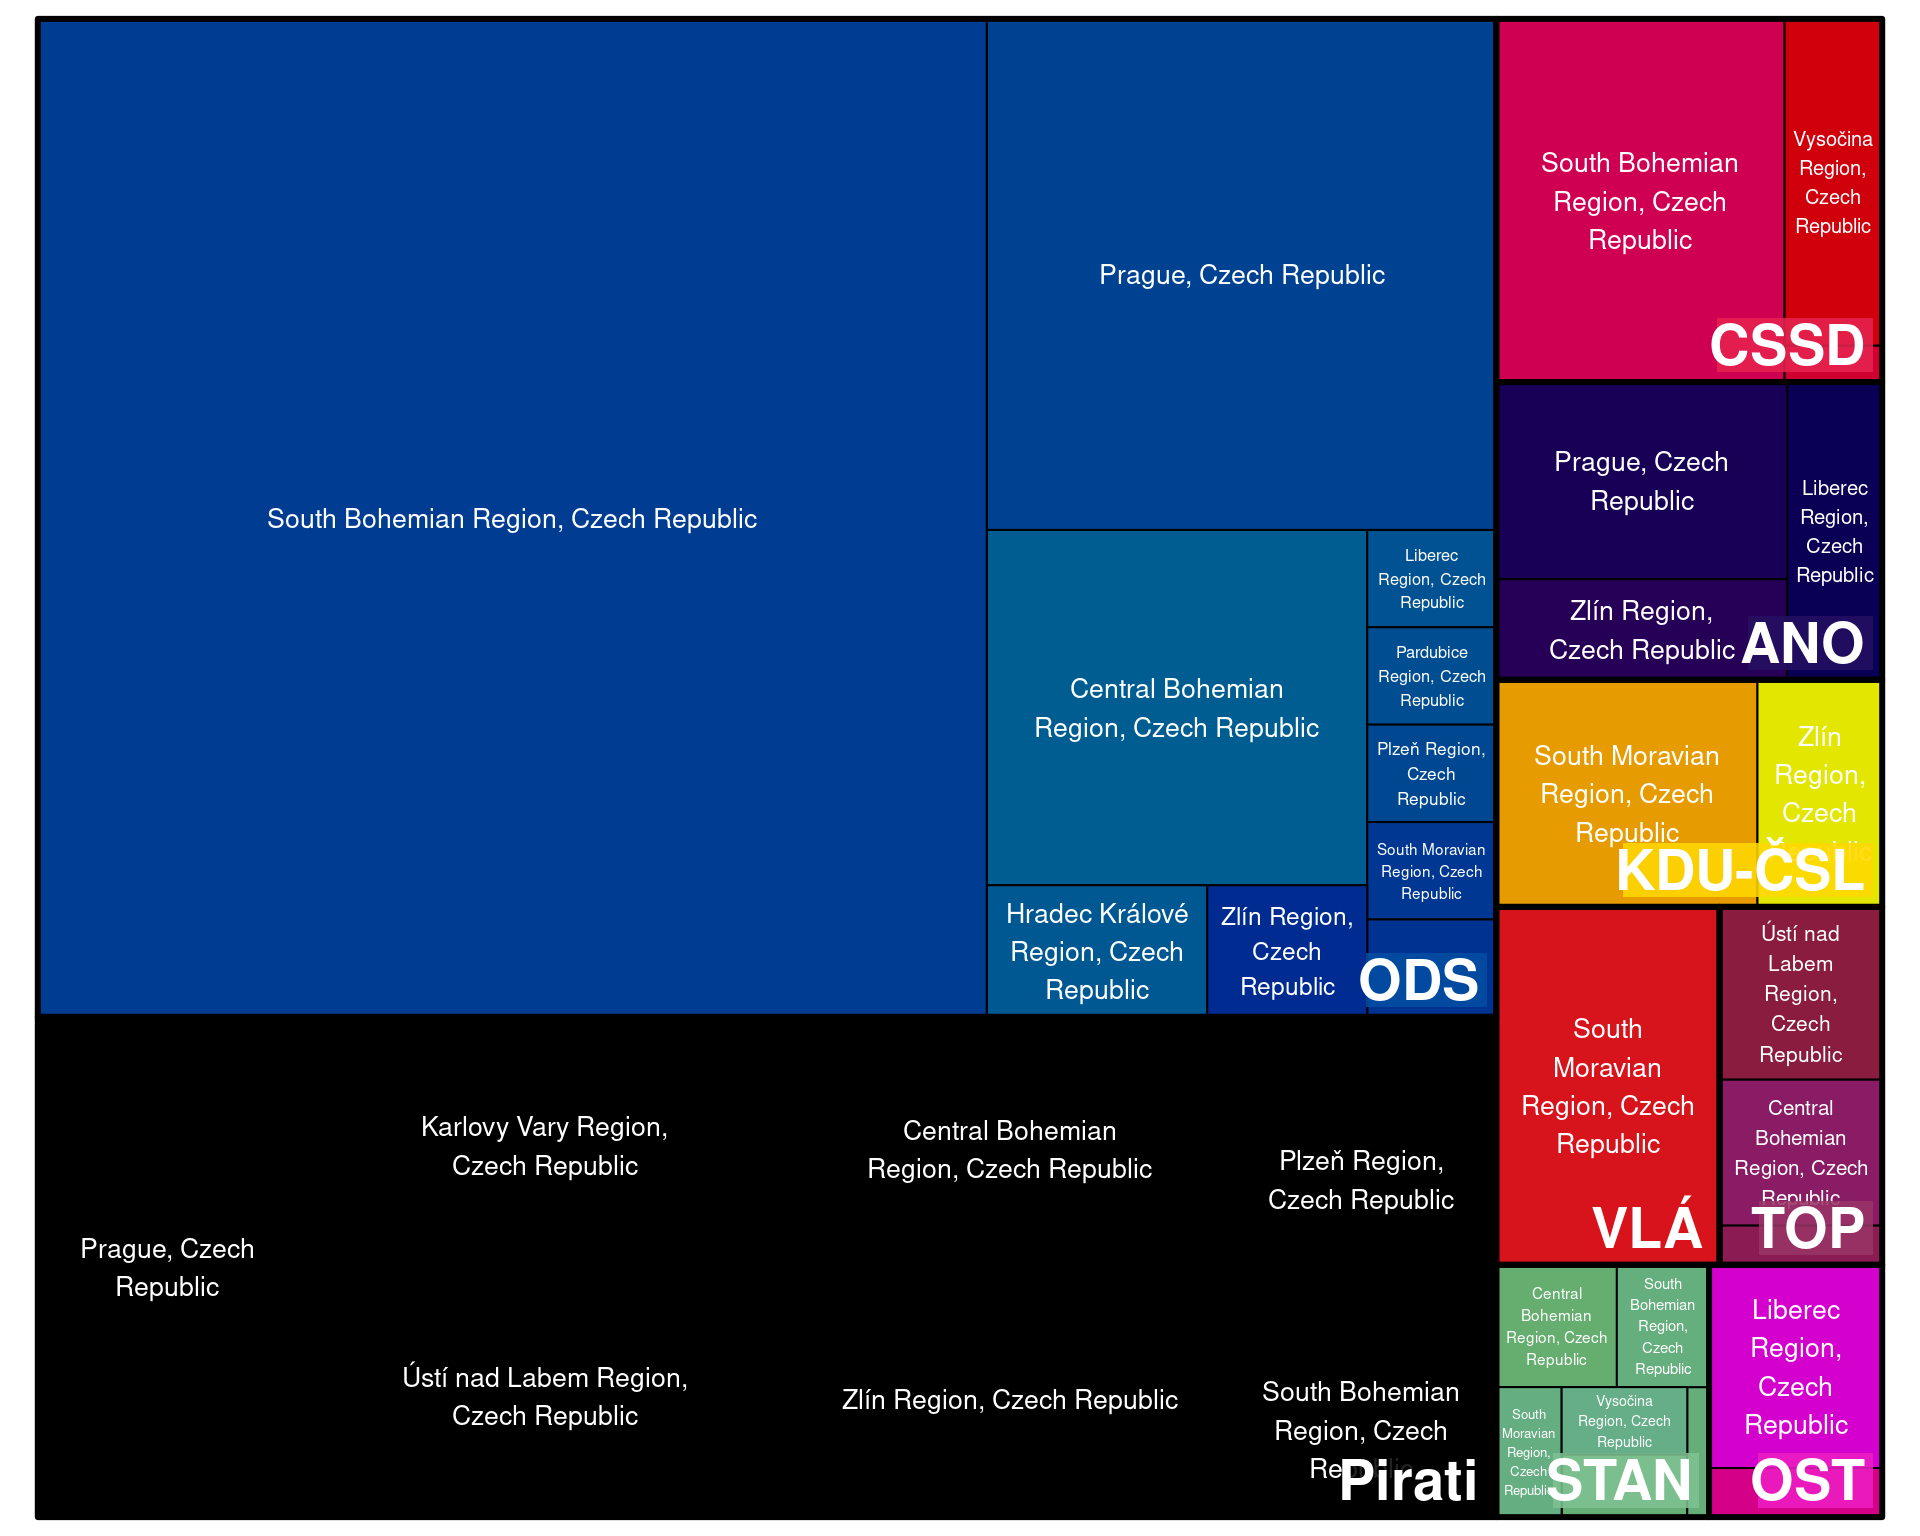 South Bohemian Region, Czech Republic
Prague, Czech Republic
Central Bohemian
Region, Czech Republic
Liberec
Region, Czech
Republic
Pardubice
Region, Czech
Republic
Plzeň Region,
Czech
Republic
South Moravian
Region, Czech
Republic
Hradec Králové
Region, Czech
Republic
Zlín Region,
Czech
Republic
ODS
Prague, Czech
Republic
Karlovy Vary Region,
Czech Republic
Ústí nad Labem Region,
Czech Republic
Central Bohemian
Region, Czech Republic
Zlín Region, Czech Republic
Plzeň Region,
Czech Republic
South Bohemian
Region, Czech
Republic
Pirati
South Bohemian
Region, Czech
Republic
Vysočina
Region,
Czech
Republic
CSSD
Prague, Czech
Republic
Zlín Region,
Czech Republic
Liberec
Region,
Czech
Republic
ANO
South Moravian
Region, Czech
Republic
Zlín
Region,
Czech
KDU-ČSL
South
Moravian
Region, Czech
Republic
VLÁ
Ústí nad
Labem
Region,
Czech
Republic
Central
Bohemian
Region, Czech
Republic
TOP
Central
Bohemian
Region, Czech
Republic
South
Bohemian
Region,
Czech
Republic
South
Moravian
Region,
Czech
Republic
Vysočina
Region, Czech
Republic
STAN
Liberec
Region,
Czech
Republic
OST